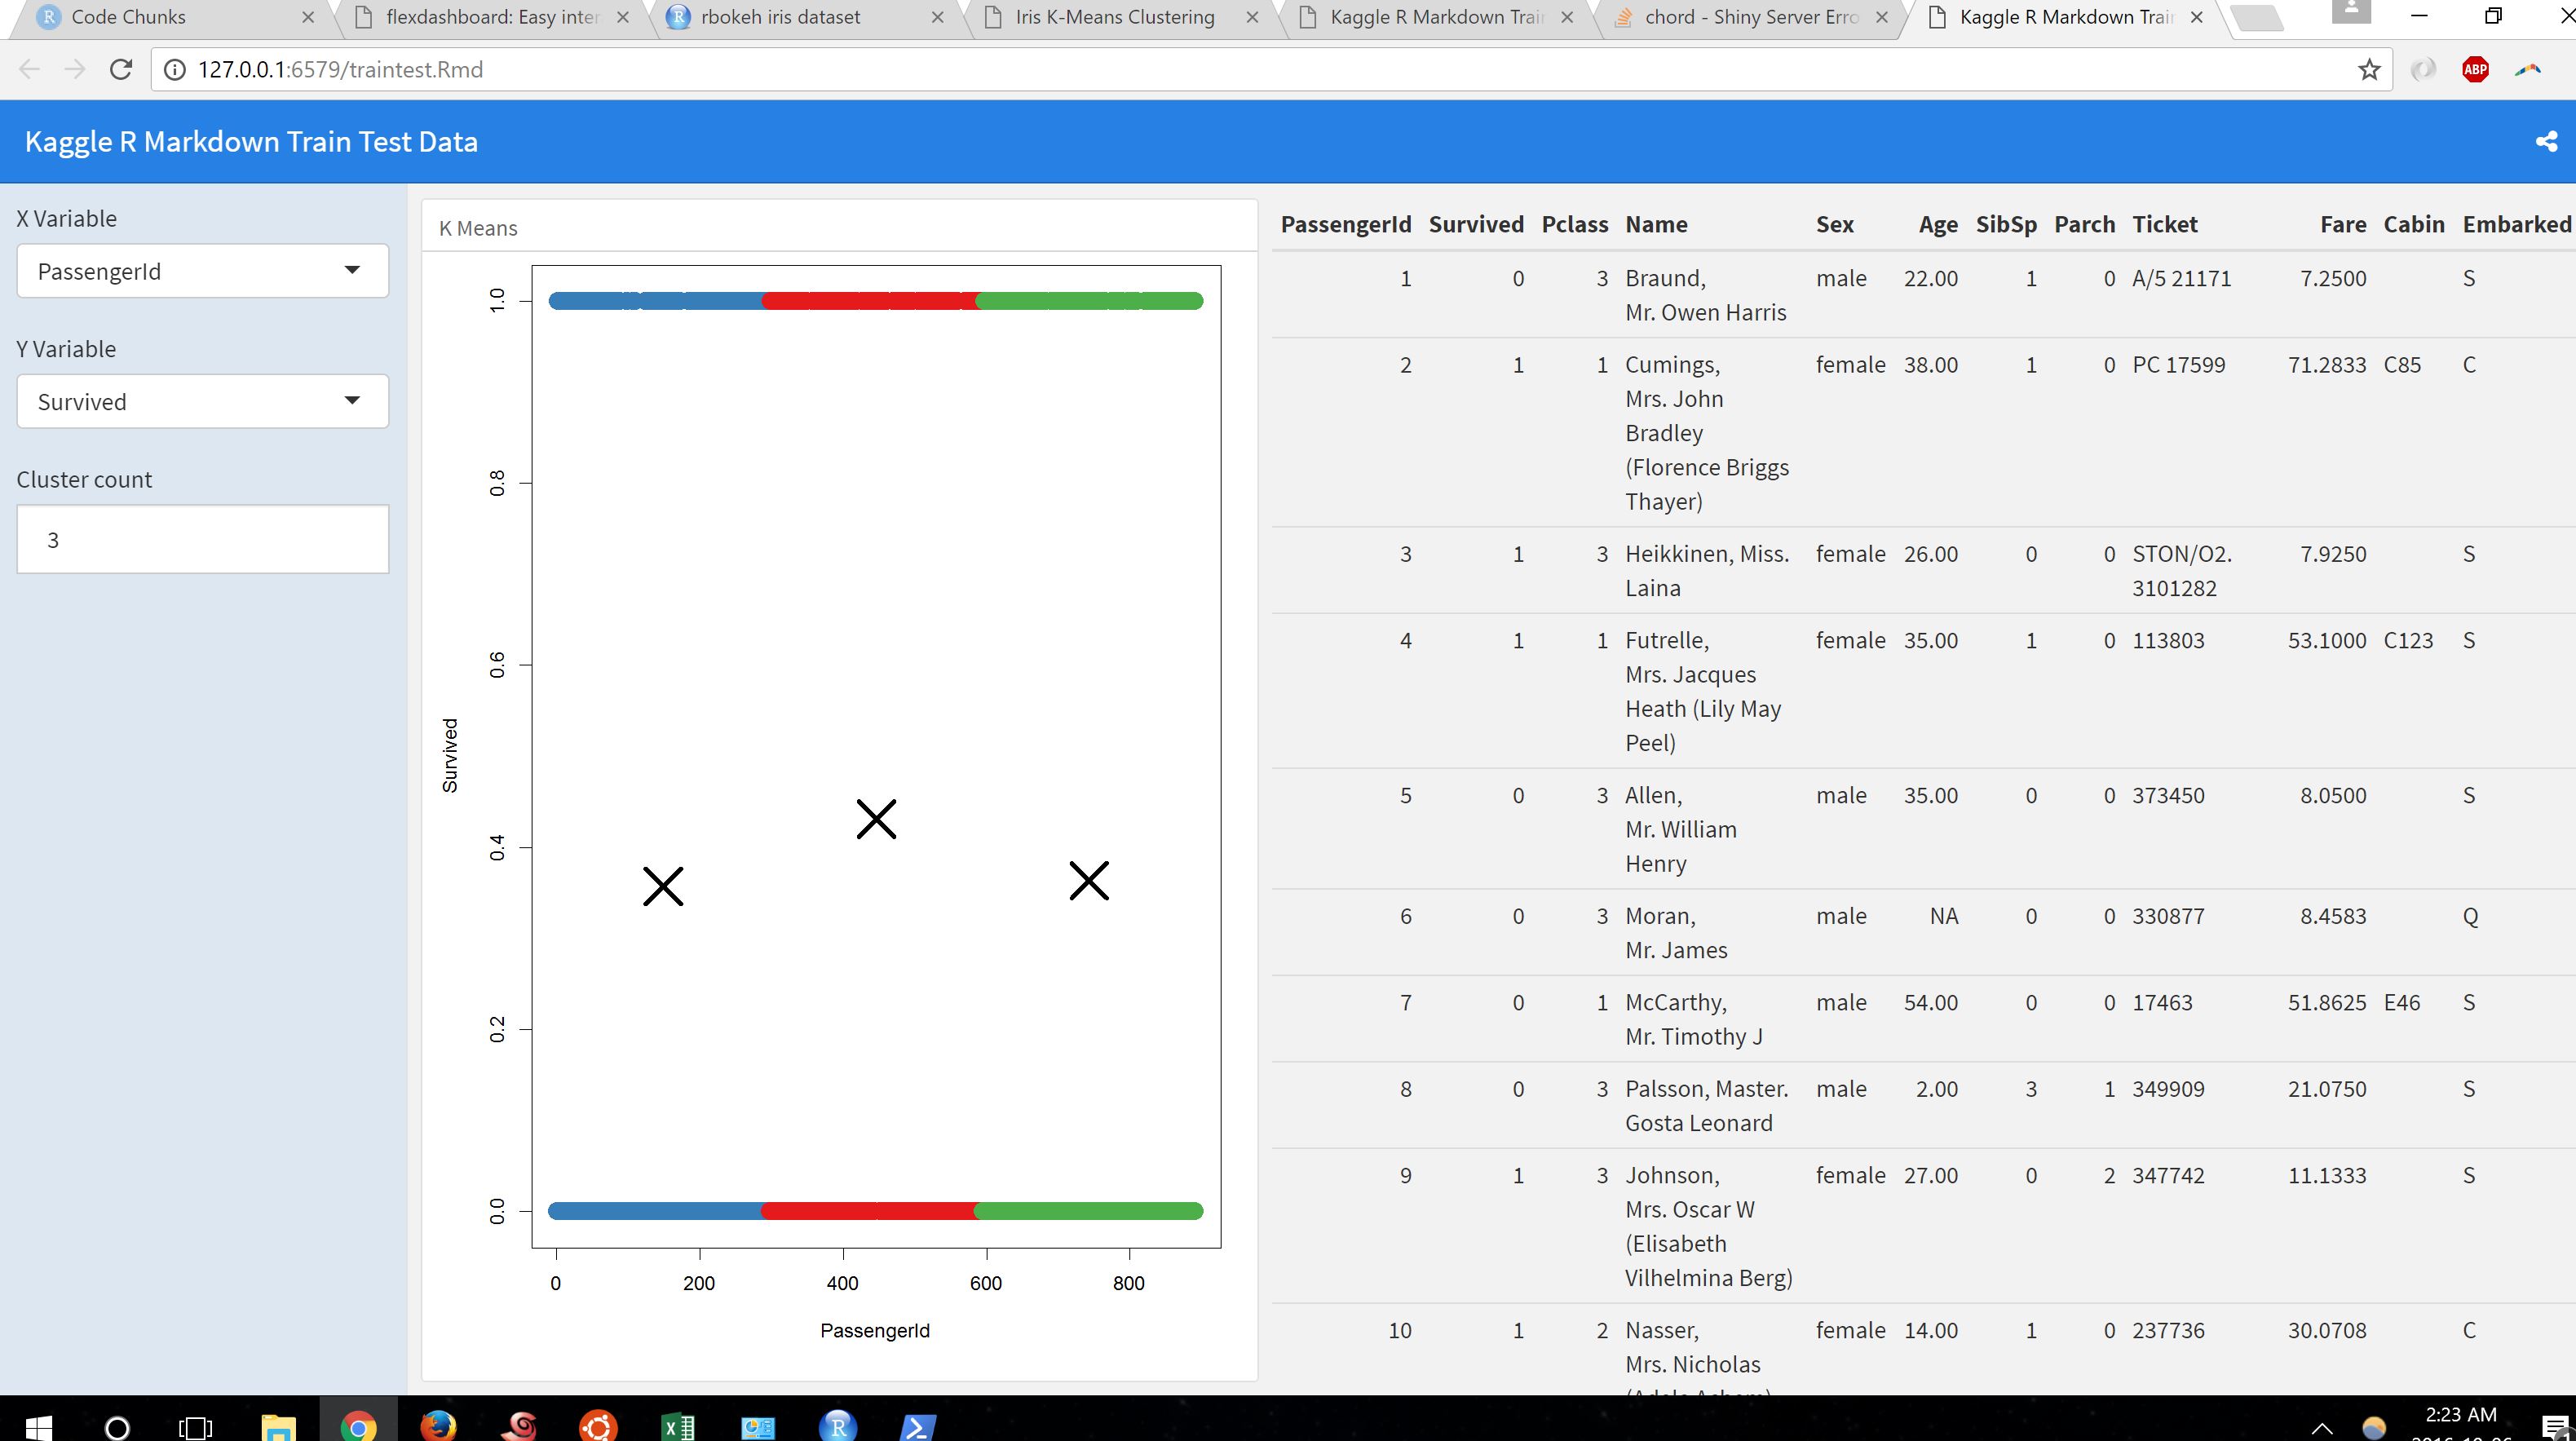 Code Chunks
flexdashboard: Easy inter
rbokeh iris dataset
Iris K-Means Clustering
Kaggle R Markdown Trai
chord - Shiny Server Erro
Kaggle R Markdown Trai
127.0.0.1:6579/traintest.Rmd
ABP
Kaggle R Markdown Train Test Data
X Variable
PassengerId
Y Variable
Survived
Cluster count
3
K Means
1.0
0.8
0.6
0.4
0.2
0.0
Survived
0 200 400 600 800
PassengerId
PassengerId Survived Pclass Name Sex Age SibSp Parch Ticket Fare Cabin Embarked
1 0 3 Braund, male 22.00 1 0 A/5 21171 7.2500 S
Mr. Owen Harris
2 1 1 Cumings, female 38.00 1 0 PC 17599 71.2833 C85 C
Mrs. John
Bradley
(Florence Briggs
Thayer)
3 1 3 Heikkinen, Miss. female 26.00 0 0 STON/O2. 7.9250 S
Laina 3101282
4 1 1 Futrelle, female 35.00 1 0 113803 53.1000 C123 S
Mrs. Jacques
Heath (Lily May
Peel)
5 0 3 Allen, male 35.00 0 0 373450 8.0500 S
Mr. William
Henry
6 0 3 Moran, male NA 0 0 330877 8.4583 Q
Mr. James
7 0 1 McCarthy, male 54.00 0 0 17463 51.8625 E46 S
Mr. Timothy J
8 0 3 Palsson, Master. male 2.00 3 1 349909 21.0750 S
Gosta Leonard
9 1 3 Johnson, female 27.00 0 2 347742 11.1333 S
Mrs. Oscar W
(Elisabeth
Vilhelmina Berg)
10 1 2 Nasser, female 14.00 1 0 237736 30.0708 C
Mrs. Nicholas
2:23 AM